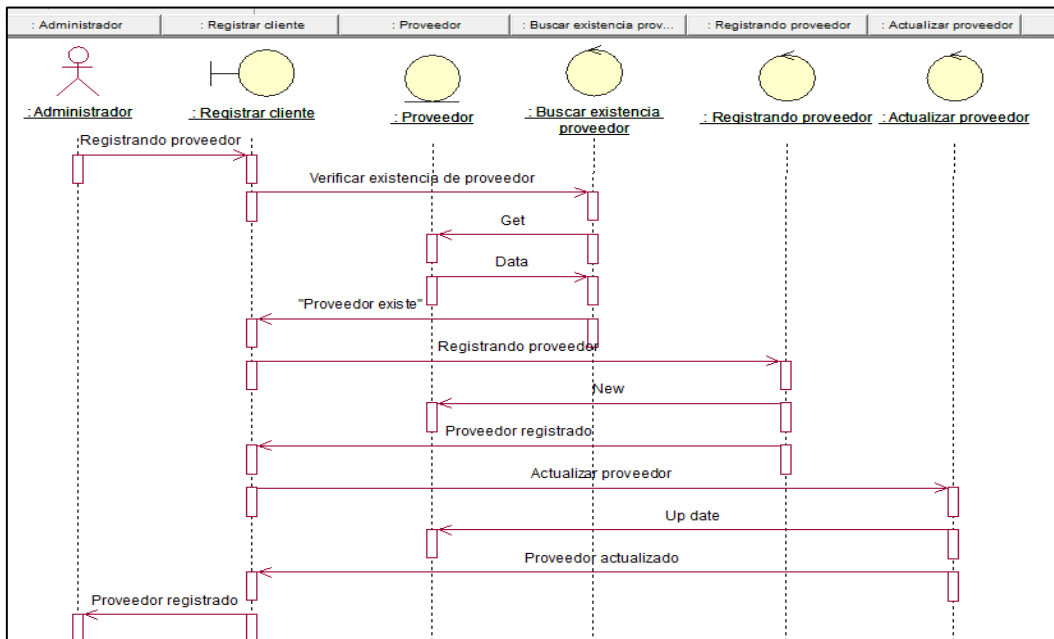 : Administrador
: Registrar cliente
: Proveedor
: Buscar existencia prov...
: Registrando proveedor
: Actualizar proveedor
: Administrador
: Registrar cliente
: Proveedor
: Buscar existencia
proveedor
: Registrando proveedor
: Actualizar proveedor
Registrando proveedor
Verificar existencia de proveedor
Get
Data
"Proveedor existe"
Registrando proveedor
New
Proveedor registrado
Actualizar proveedor
Up date
Proveedor actualizado
Proveedor registrado